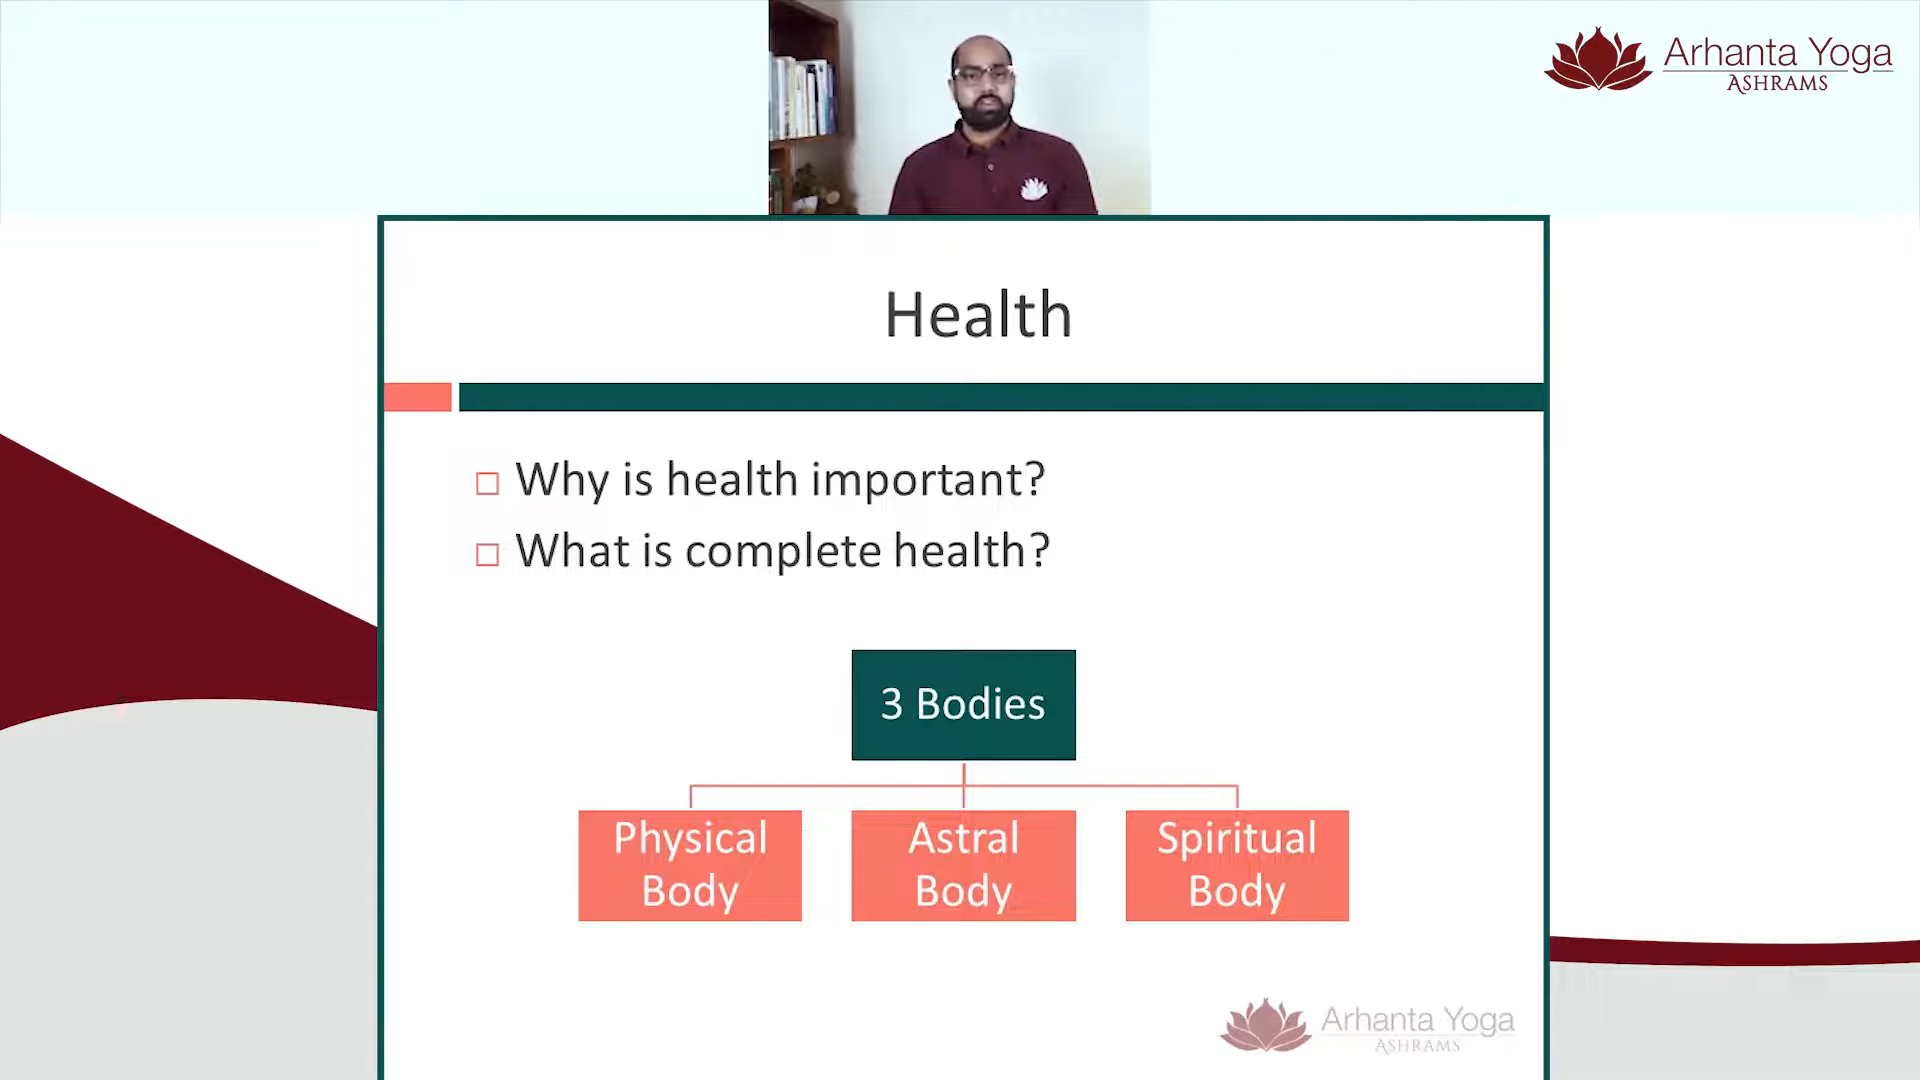 Arhanta Yoga
ASHRAMS
Health
Why is health important?
What is complete health?
3 Bodies
Physical
Body
Astral
Body
Spiritual
Body
Arhanta Yoga
ASHRAMS